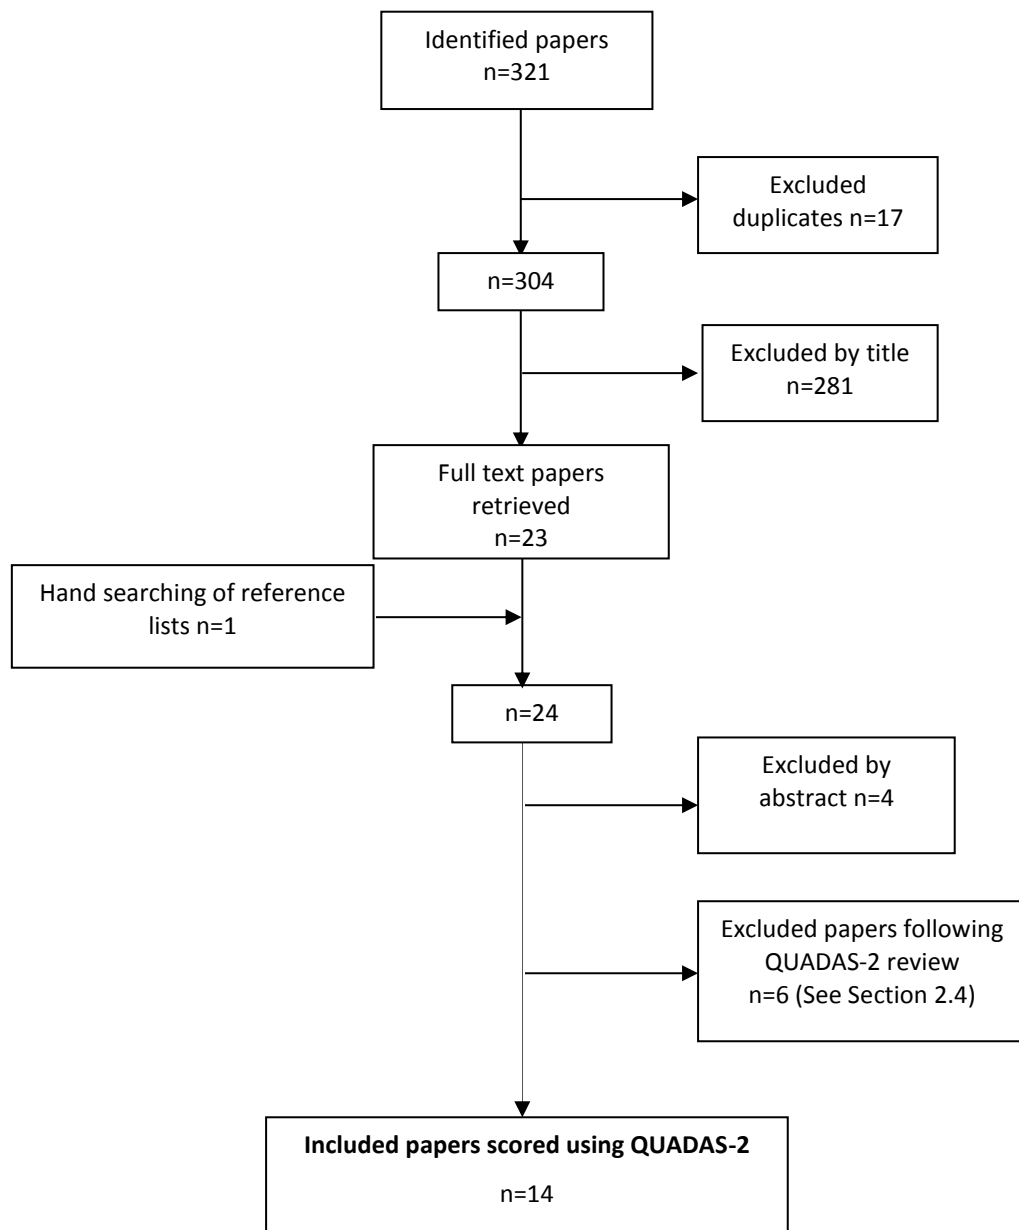 Identified papers
n=321
Excluded
duplicates n=17
n=304
Excluded by title
n=281
Full text papers
retrieved
n=23
Hand searching of reference
lists n=1
n=24
Excluded by
abstract n=4
Excluded papers following
QUADAS-2 review
n=6 (See Section 2.4)
Included papers scored using QUADAS-2
n=14